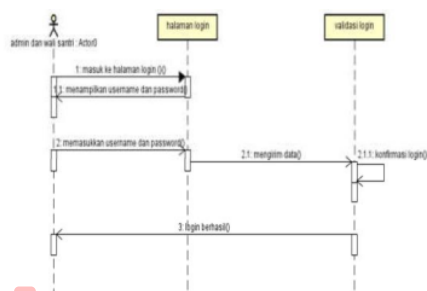 halaman login
validasi login
admin dan wali santri : Actor()
1: masuk ke halaman login ()()
1.1: menampilkan username dan password()
2: memasukkan username dan password()
2.1: mengirim data()
2.1.1: konfirmasi login()
3: login berhasil()